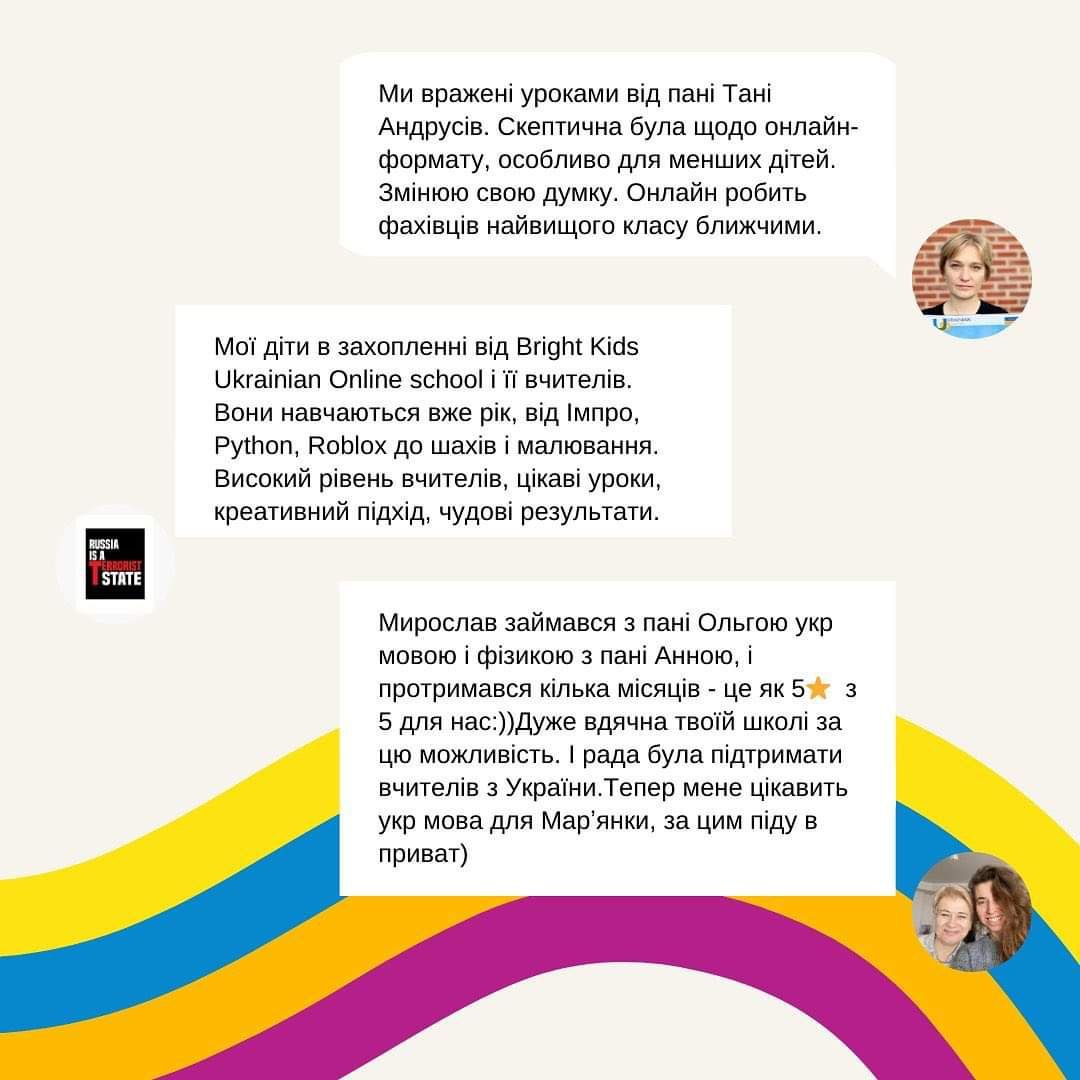 Ми вражені уроками від пані Тані
Андрусів. Скептична була щодо онлайн-
формату, особливо для менших дітей.
Змінюю свою думку. Онлайн робить
фахівців найвищого класу ближчими.
Мої діти в захопленні від Bright Kids
Ukrainian Online school і її вчителів.
Вони навчаються вже рік, від Імпро,
Python, Roblox до шахів і малювання.
Високий рівень вчителів, цікаві уроки,
креативний підхід, чудові результати.
RUSSIA
IS A
TERRORIST
STATE
Мирослав займався з пані Ольгою укр
мовою і фізикою з пані Анною, і
протримався кілька місяців - це як 5⭐ з
5 для нас:))Дуже вдячна твоїй школі за
цю можливість. І рада була підтримати
вчителів з України.Тепер мене цікавить
укр мова для Марʼянки, за цим піду в
приват)